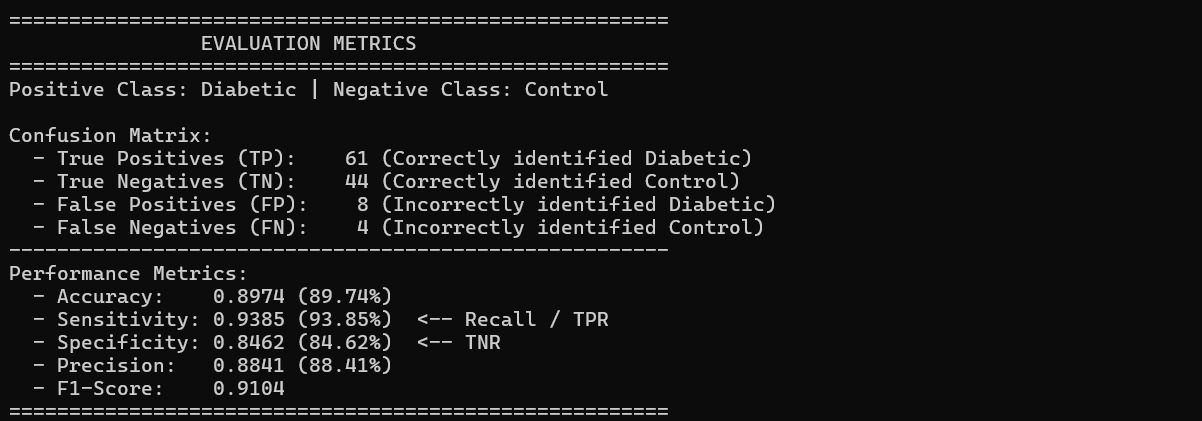 =======================================================
                EVALUATION METRICS
=======================================================
Positive Class: Diabetic | Negative Class: Control

Confusion Matrix:
  - True Positives (TP):    61 (Correctly identified Diabetic)
  - True Negatives (TN):    44 (Correctly identified Control)
  - False Positives (FP):    8 (Incorrectly identified Diabetic)
  - False Negatives (FN):    4 (Incorrectly identified Control)
-------------------------------------------------------
Performance Metrics:
  - Accuracy:    0.8974 (89.74%)
  - Sensitivity: 0.9385 (93.85%)  <-- Recall / TPR
  - Specificity: 0.8462 (84.62%)  <-- TNR
  - Precision:   0.8841 (88.41%)
  - F1-Score:    0.9104
=======================================================